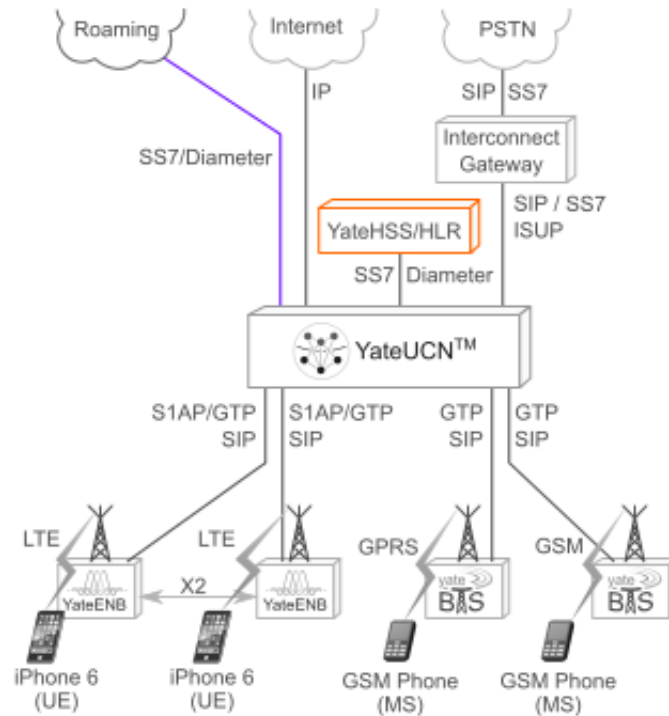 Roaming
Internet
PSTN
IP
SIP SS7
Interconnect
Gateway
SS7/Diameter
SIP / SS7
ISUP
YateHSS/HLR
SS7 Diameter
YateUCN™
S1AP/GTP S1AP/GTP GTP GTP
SIP SIP SIP SIP
LTE LTE GPRS GSM
yate yate
X2
YateENB YateENB BTS BTS
iPhone 6 iPhone 6 GSM Phone GSM Phone
(UE) (UE) (MS) (MS)